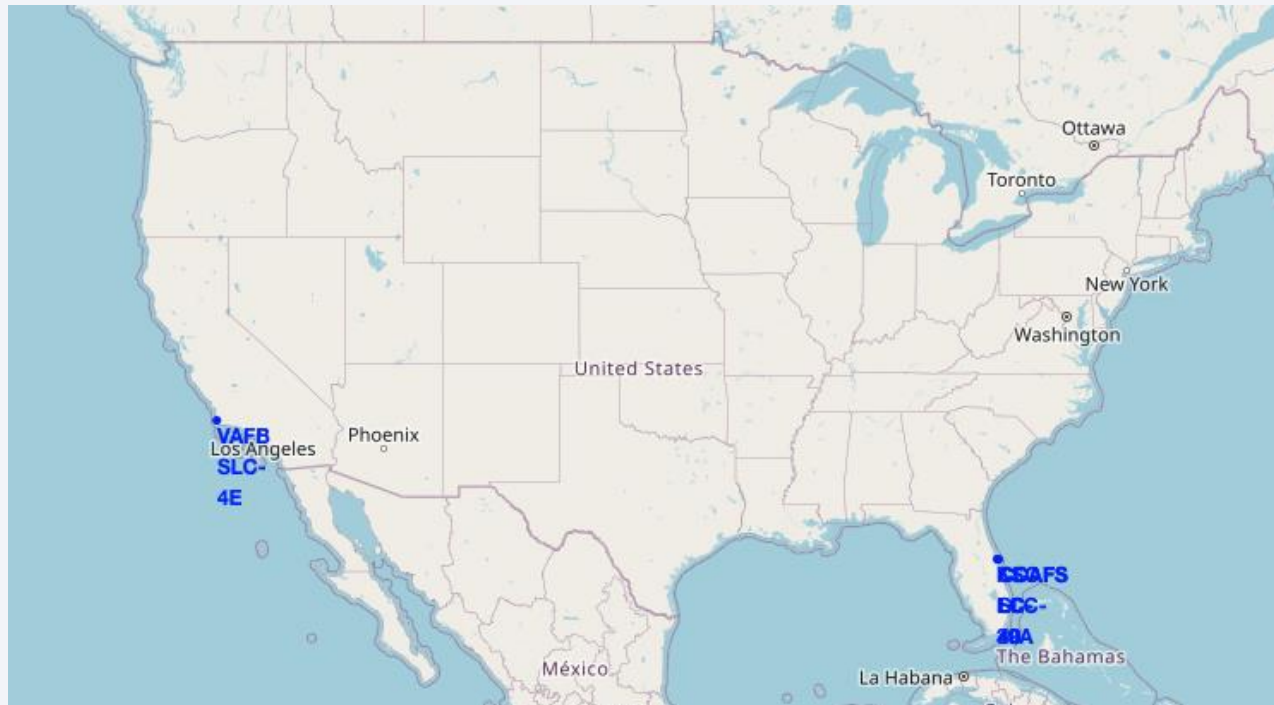 Ottawa
Toronto
New York
Washington
United States
VAFB
SLC-
4E
Los Angeles
Phoenix
The Bahamas
México
La Habana